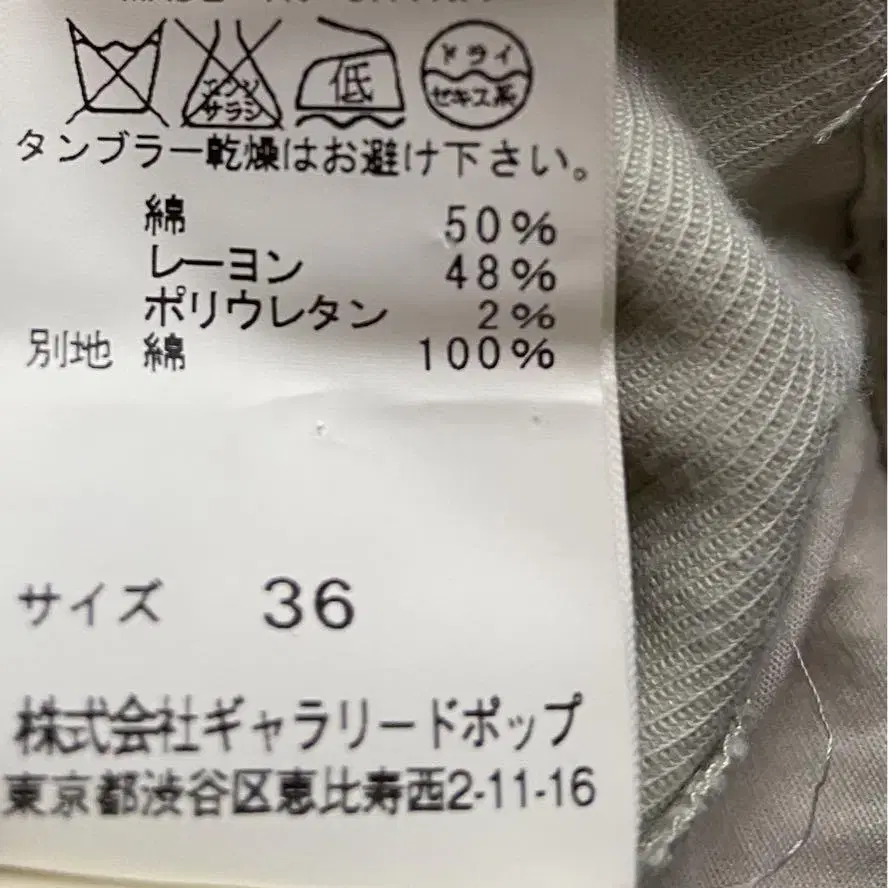 エンソ
サラシ
低
ドライ
セキユ系
タンブラー乾燥はお避け下さい。
綿 50%
レーヨン 48%
ポリウレタン 2%
別地 綿 100%
サイズ 36
株式会社ギャラリードポップ
東京都渋谷区恵比寿西2-11-16